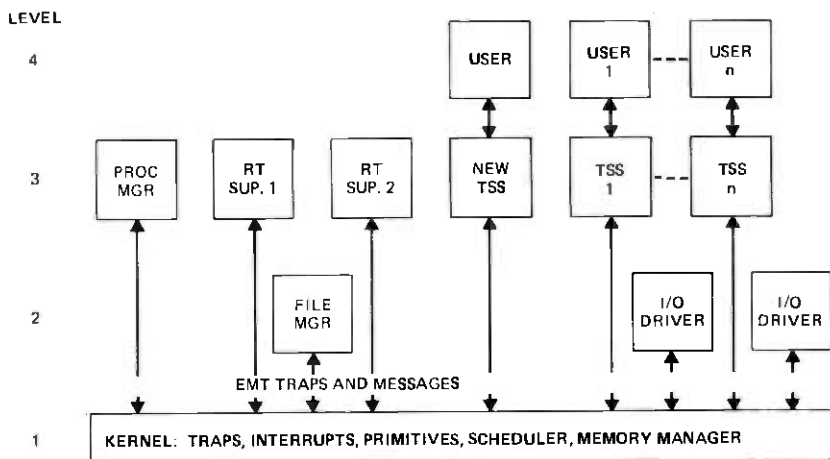 LEVEL
4
USER
USER
1
USER
n
3
PROC
MGR
RT
SUP. 1
RT
SUP. 2
NEW
TSS
TSS
1
TSS
n
2
FILE
MGR
I/O
DRIVER
I/O
DRIVER
EMT TRAPS AND MESSAGES
1
KERNEL: TRAPS, INTERRUPTS, PRIMITIVES, SCHEDULER, MEMORY MANAGER